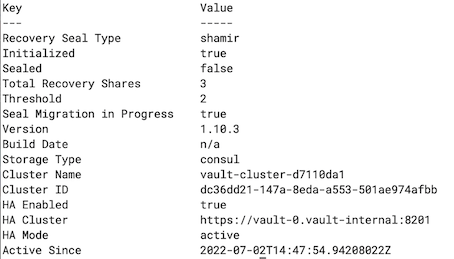 Key Value
--- -----
Recovery Seal Type shamir
Initialized true
Sealed false
Total Recovery Shares 3
Threshold 2
Seal Migration in Progress true
Version 1.10.3
Build Date n/a
Storage Type consul
Cluster Name vault-cluster-d7110da1
Cluster ID dc36dd21-147a-8eda-a553-501ae974afbb
HA Enabled true
HA Cluster https://vault-0.vault-internal:8201
HA Mode active
Active Since 2022-07-02T14:47:54.94208022Z